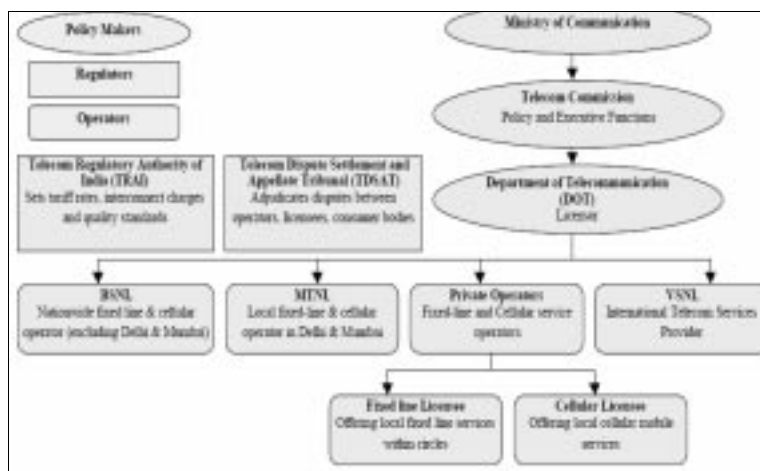 Policy Makers
Regulators
Operators
Ministry of Communication
Telecom Commission
Policy and Executive Functions
Telecom Regulatory Authority of
India (TRAI)
Sets tariff rates, interconnect charges
and quality standards
Telecom Dispute Settlement and
Appellate Tribunal (TDSAT)
Adjudicates disputes between
operators, licensees, consumer bodies
Department of Telecommunication
(DOT)
Licensor
BSNL
Nationwide fixed line & cellular
operator (excluding Delhi & Mumbai)
MTNL
Local fixed-line & cellular
operator in Delhi & Mumbai
Private Operators
Fixed-line and Cellular service
operators
VSNL
International Telecom Services
Provider
Fixed line Licenses
Offering local fixed line services
within circles
Cellular Licenses
Offering local cellular mobile
services